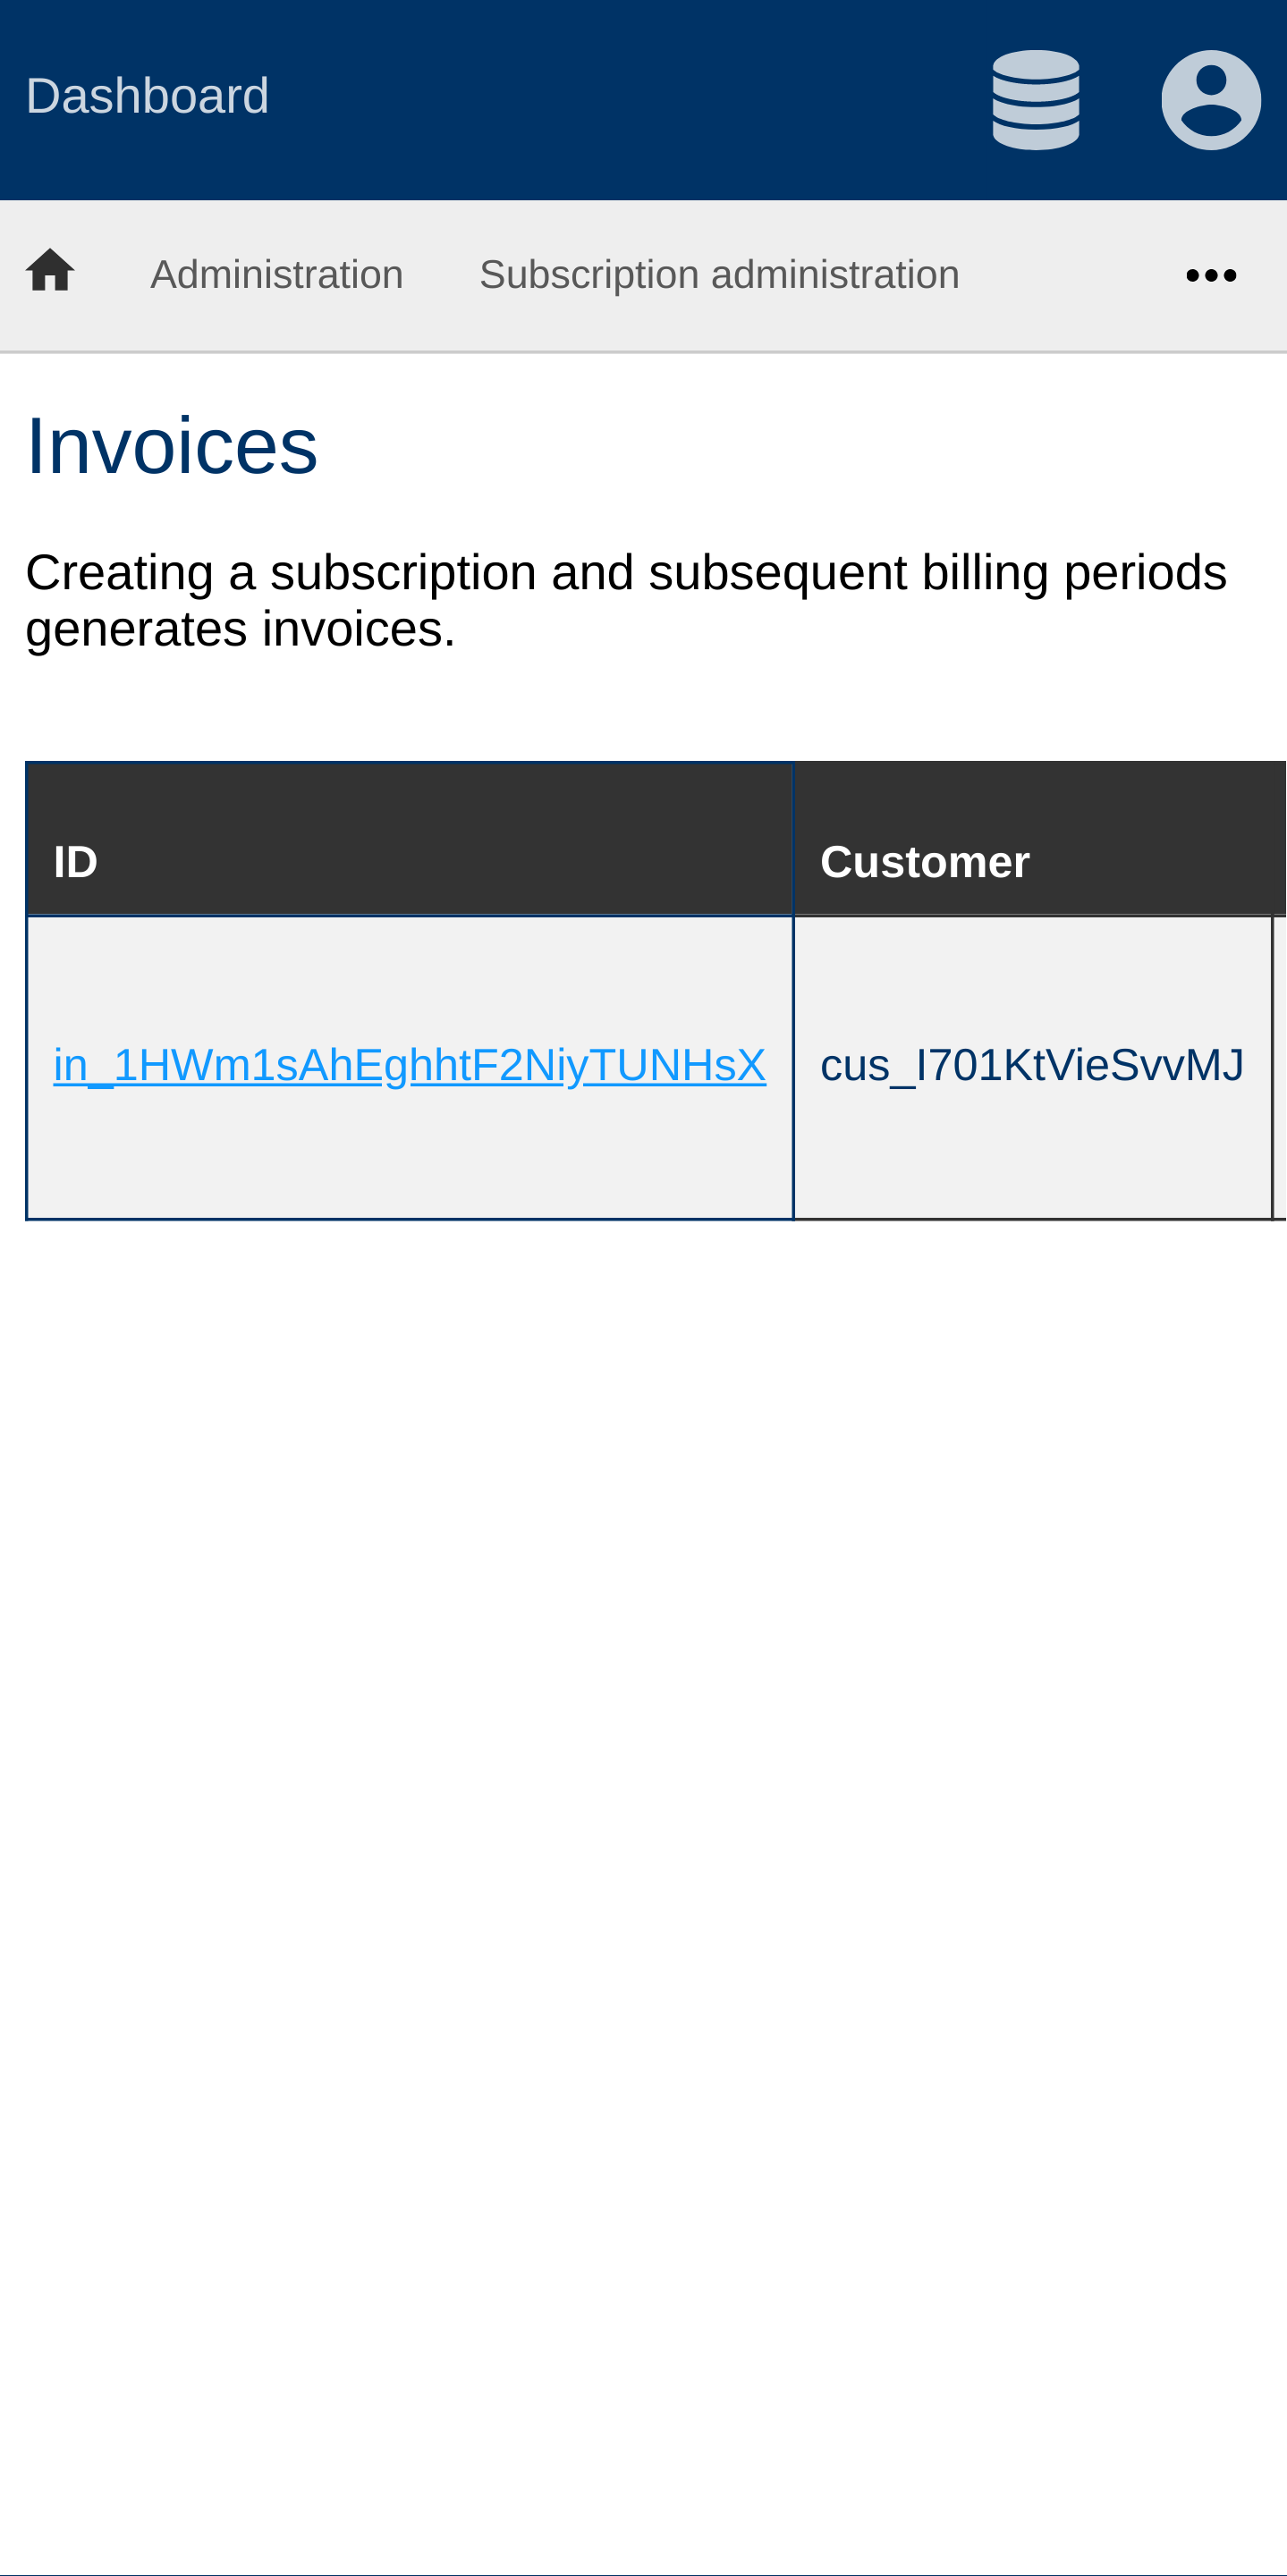 Dashboard
Administration Subscription administration
Invoices
Creating a subscription and subsequent billing periods
generates invoices.
ID Customer
in_1HWm1sAhEghhtF2NiyTUNHsX cus_I701KtVieSvvMJ